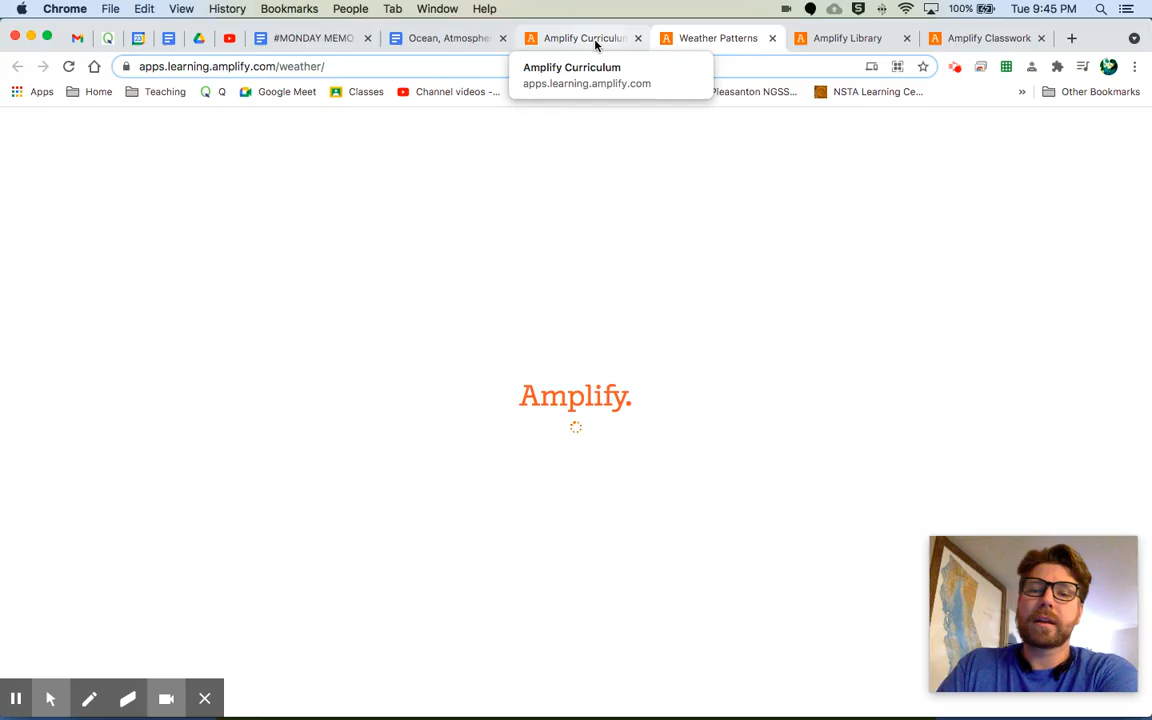 Chrome File Edit View History Bookmarks People Tab Window Help 100% Tue 9:45 PM
#MONDAY MEMO Ocean, Atmosphe Amplify Curriculum Weather Patterns Amplify Library Amplify Classwork
apps.learning.amplify.com/weather/
Amplify Curriculum
apps.learning.amplify.com
Apps Home Teaching Q Google Meet Classes Channel videos -... Pleasanton NGSS... NSTA Learning Ce... » Other Bookmarks
Amplify.